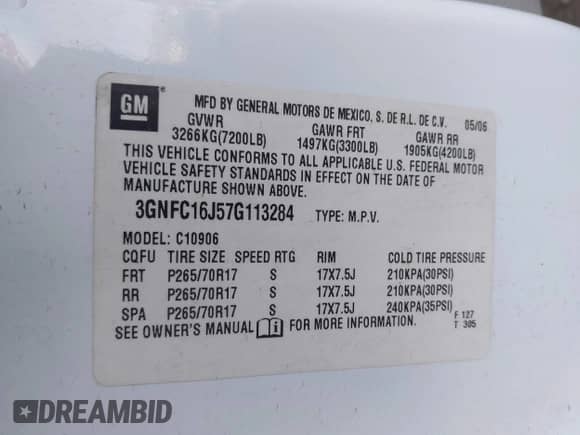 GM
®
MFD BY GENERAL MOTORS DE MEXICO, S. DE R.L. DE C.V. 05/06
GVWR GAWR FRT GAWR RR
3266KG(7200LB) 1497KG(3300LB) 1905KG(4200LB)
THIS VEHICLE CONFORMS TO ALL APPLICABLE U.S. FEDERAL MOTOR
VEHICLE SAFETY STANDARDS IN EFFECT ON THE DATE OF
MANUFACTURE SHOWN ABOVE.
3GNFC16J57G113284 TYPE: M.P.V.
MODEL: C10906
CQFU TIRE SIZE SPEED RTG RIM COLD TIRE PRESSURE
FRT P265/70R17 S 17X7.5J 210KPA(30PSI)
RR P265/70R17 S 17X7.5J 210KPA(30PSI)
SPA P265/70R17 S 17X7.5J 240KPA(35PSI)
SEE OWNER'S MANUAL i FOR MORE INFORMATION.
F 127
T 305
DREAMBID